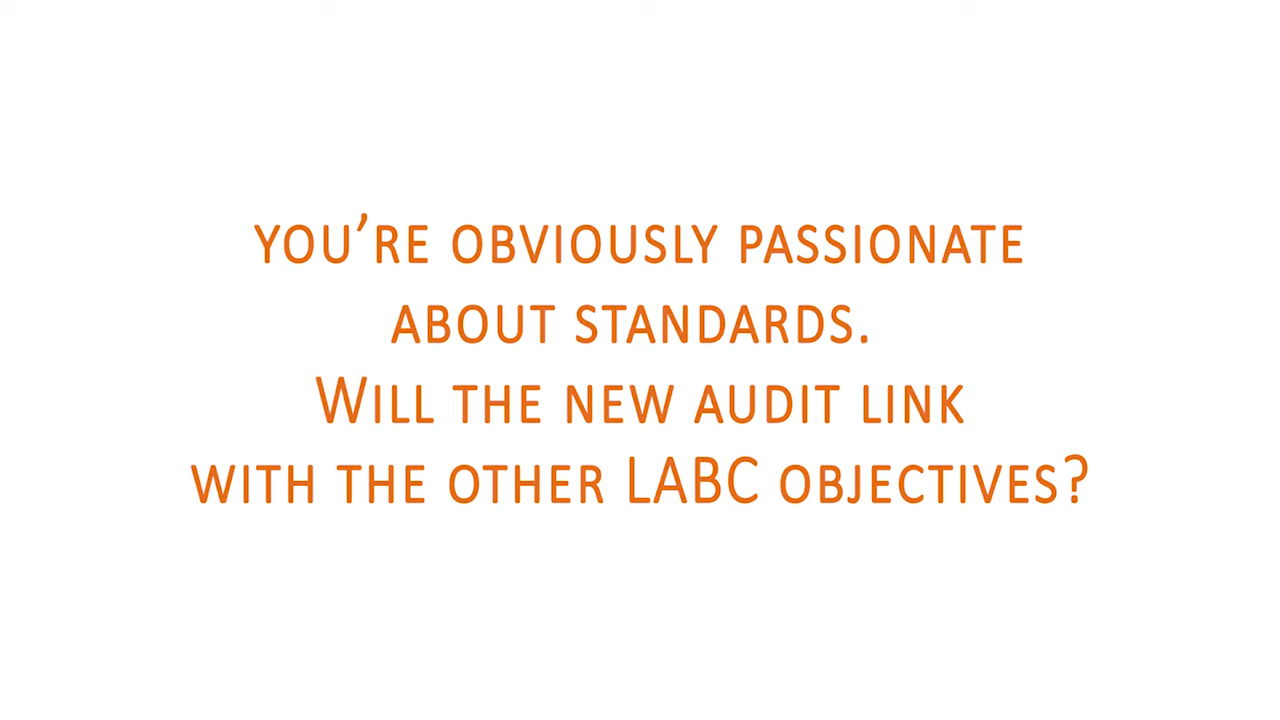 you're obviously passionate
about standards.
Will the new audit link
with the other LABC objectives?